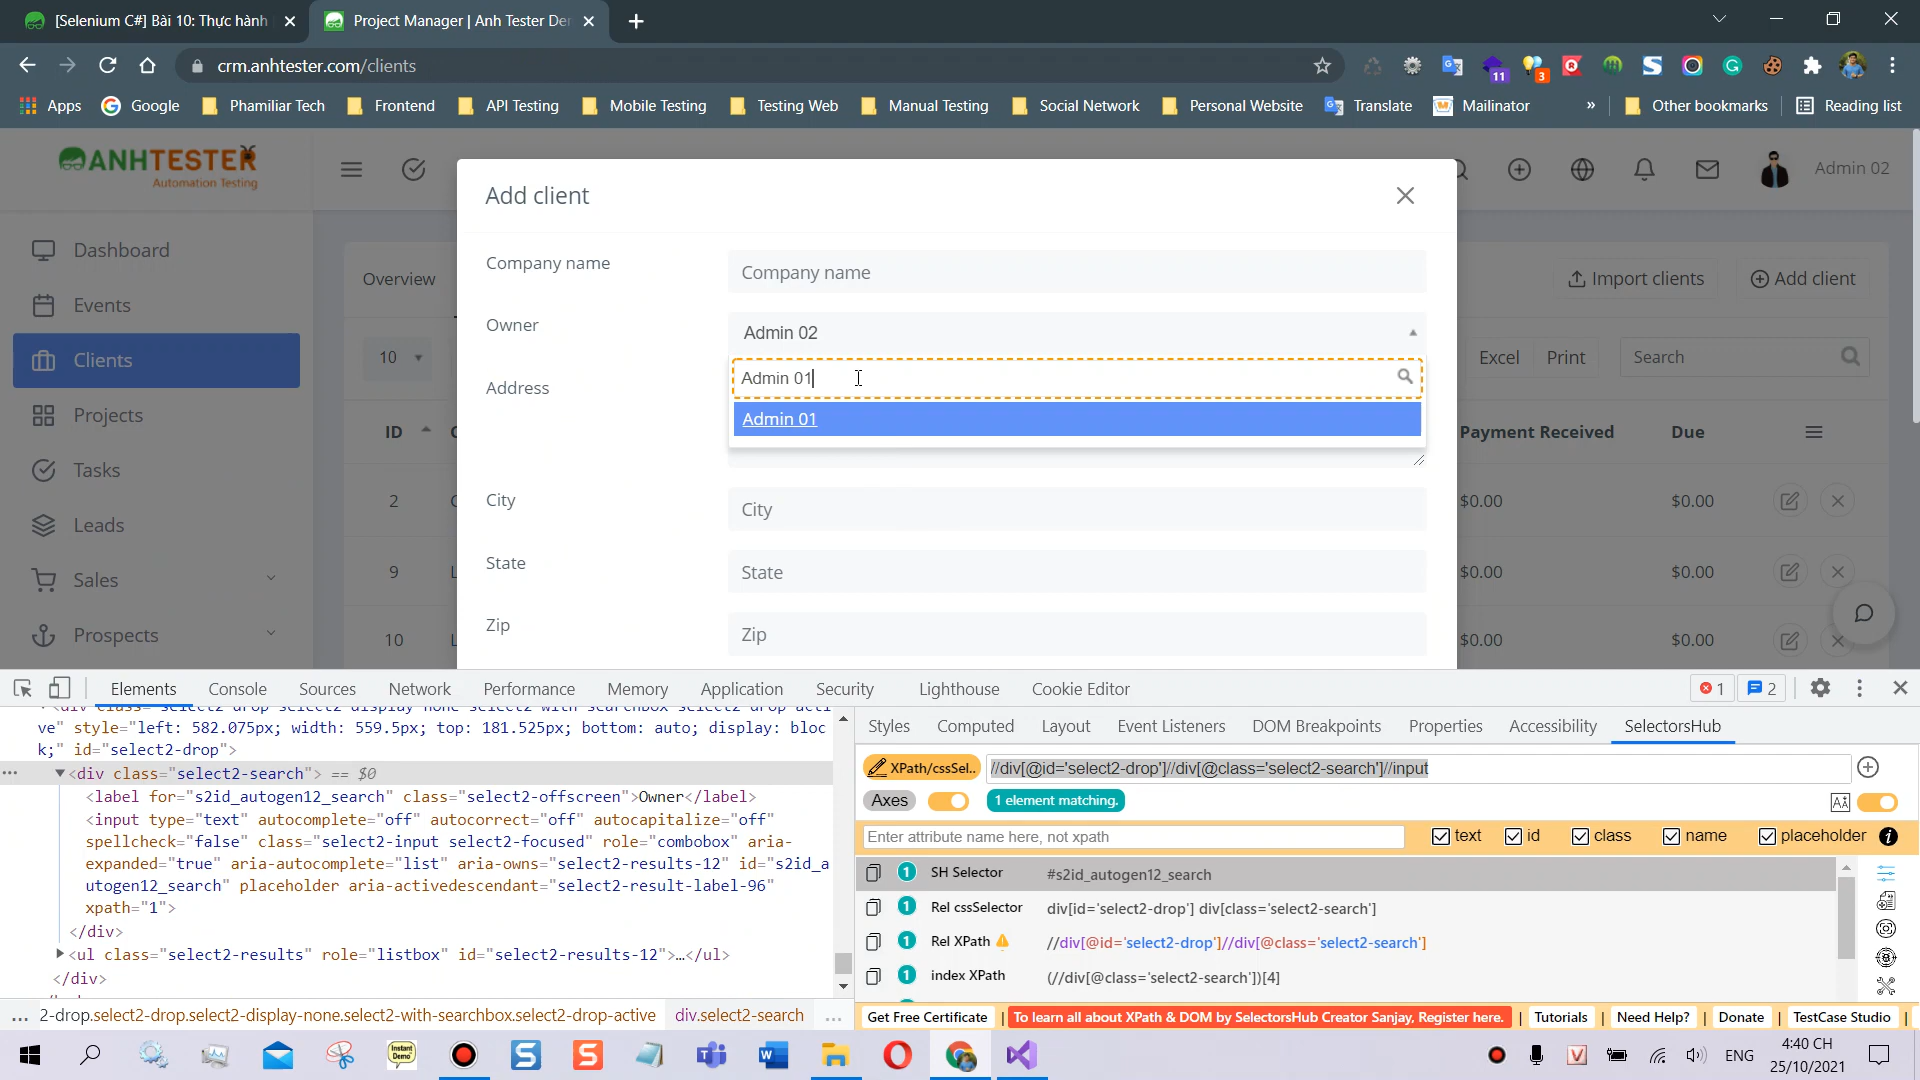 [Selenium C#] Bài 10: Thực hành
Project Manager | Anh Tester De
crm.anhtester.com/clients
11
3
Apps
Google
Phamiliar Tech
Frontend
API Testing
Mobile Testing
Testing Web
Manual Testing
Social Network
Personal Website
Translate
Mailinator
»
Other bookmarks
Reading list
ANHTESTER
Automation Testing
Admin 02
Dashboard
Events
Clients
Projects
Tasks
Leads
Sales
Prospects
Overview
10
ID
2
9
10
Import clients
Add client
Excel
Print
Search
Payment Received
Due
$0.00
$0.00
$0.00
$0.00
$0.00
$0.00
Add client
Company name
Company name
Owner
Admin 02
Admin 01
Admin 01
Address
City
City
State
State
Zip
Zip
Elements
Console
Sources
Network
Performance
Memory
Application
Security
Lighthouse
Cookie Editor
1
2
ve" style="left: 582.075px; width: 559.5px; top: 181.525px; bottom: auto; display: bloc
k;" id="select2-drop">
<div class="select2-search"> == $0
<label for="s2id_autogen12_search" class="select2-offscreen">Owner</label>
<input type="text" autocomplete="off" autocorrect="off" autocapitalize="off"
spellcheck="false" class="select2-input select2-focused" role="combobox" aria-
expanded="true" aria-autocomplete="list" aria-owns="select2-results-12" id="s2id_a
utogen12_search" placeholder aria-activedescendant="select2-result-label-96"
xpath="1">
</div>
<ul class="select2-results" role="listbox" id="select2-results-12">…</ul>
</div>
... 2-drop.select2-drop.select2-display-none.select2-with-searchbox.select2-drop-active
div.select2-search
...
Styles
Computed
Layout
Event Listeners
DOM Breakpoints
Properties
Accessibility
SelectorsHub
XPath/cssSel..
//div[@id='select2-drop']//div[@class='select2-search']//input
Axes
1 element matching.
Enter attribute name here, not xpath
text
id
class
name
placeholder
1 SH Selector #s2id_autogen12_search
1 Rel cssSelector div[id='select2-drop'] div[class='select2-search']
1 Rel XPath //div[@id='select2-drop']//div[@class='select2-search']
1 index XPath (//div[@class='select2-search'])[4]
Get Free Certificate
| To learn all about XPath & DOM by SelectorsHub Creator Sanjay, Register here.
| Tutorials
| Need Help?
| Donate
| TestCase Studio
|
Instant
Demo
ENG
4:40 CH
25/10/2021